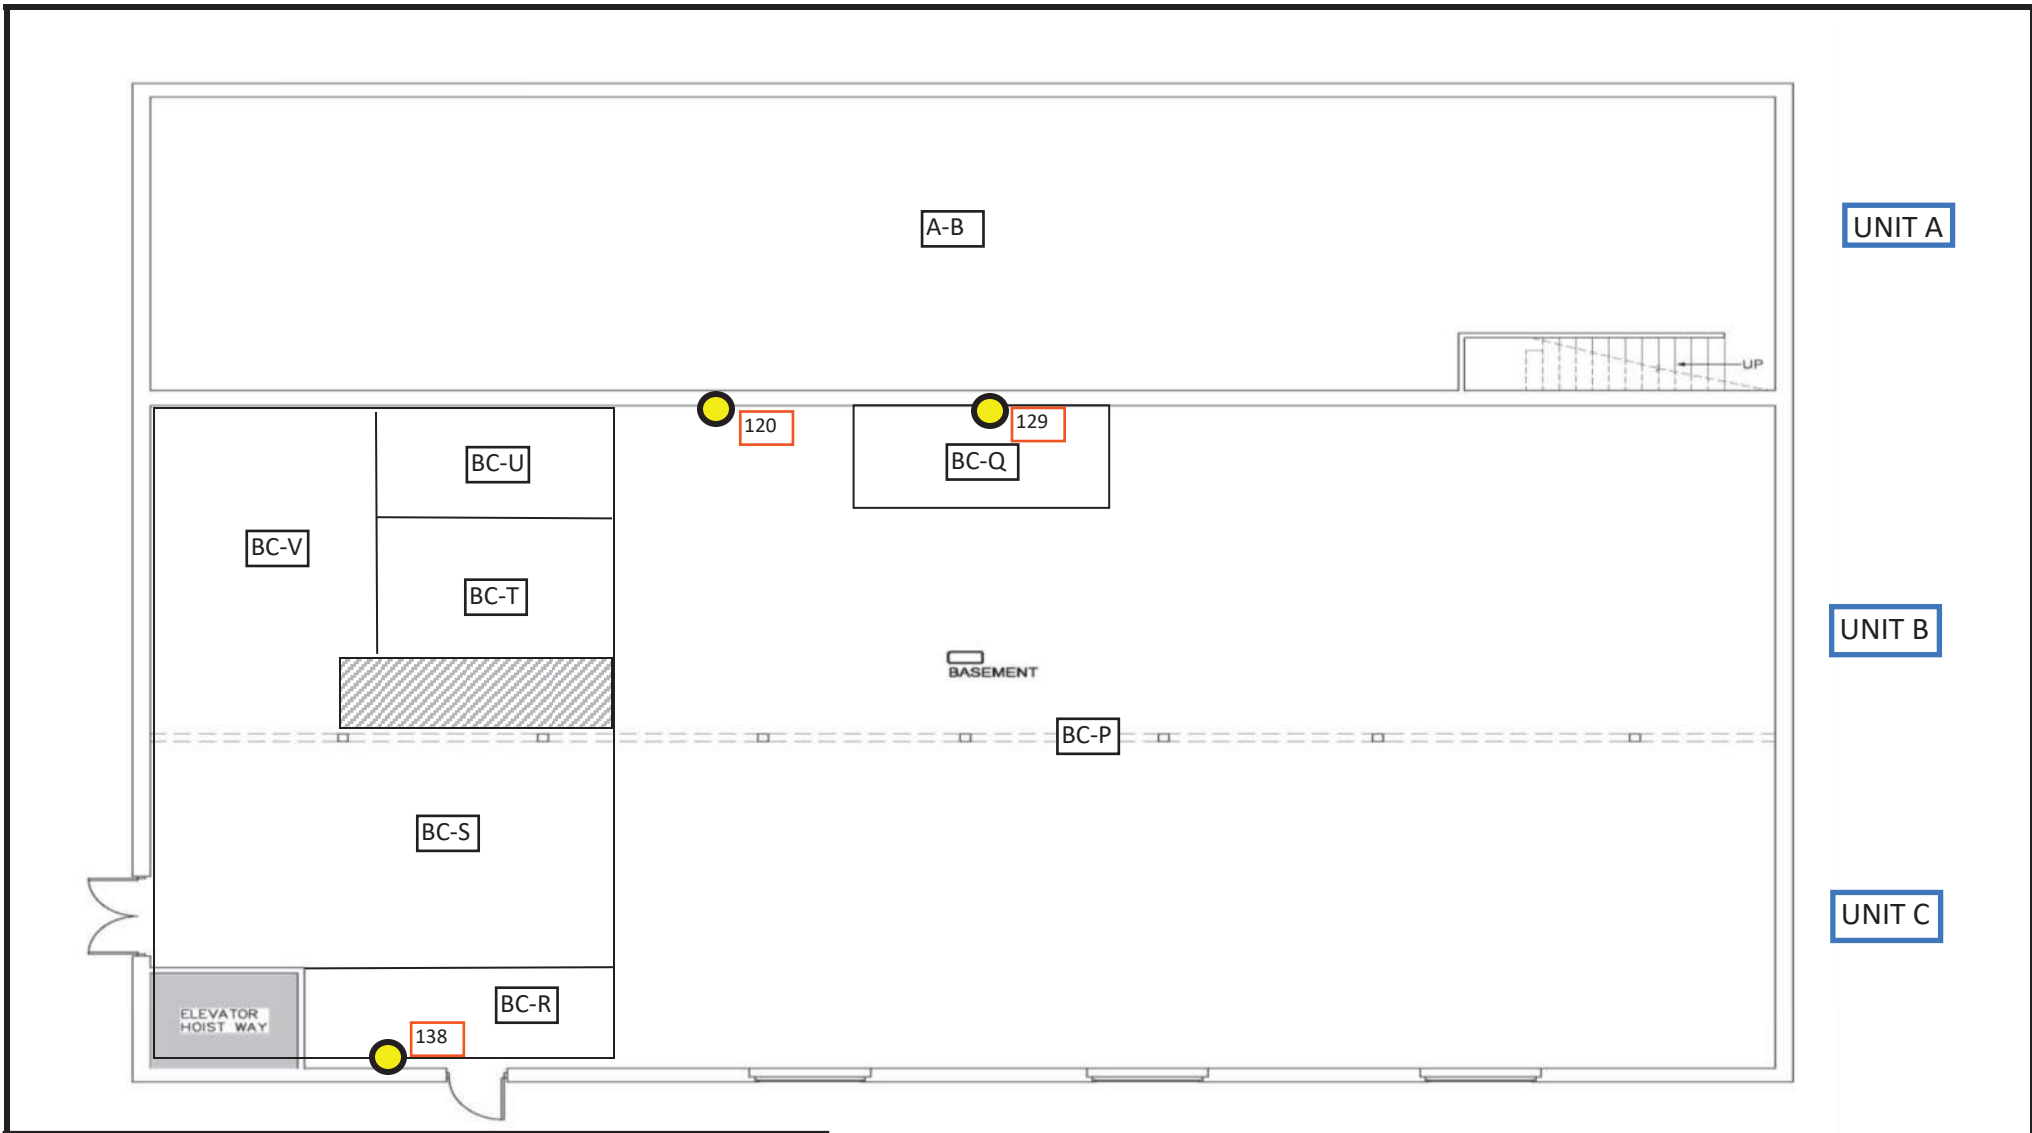 A-B
UNIT A
UP
120
129
BC-U
BC-Q
BC-V
BC-T
UNIT B
BASEMENT
BC-P
BC-S
UNIT C
BC-R
ELEVATOR
HOIST WAY
138